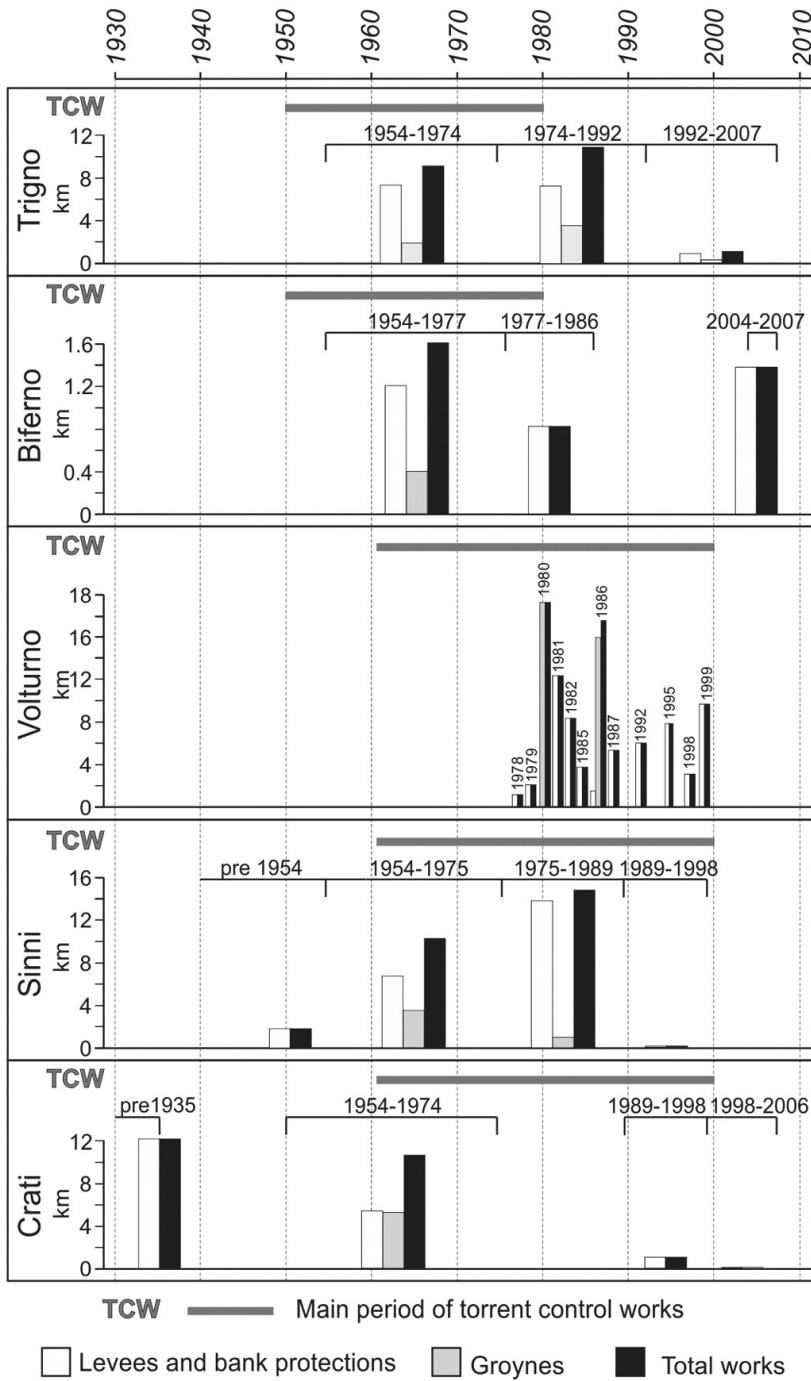 1930 1940 1950 1960 1970 1980 1990 2000 2010
TCW
1954-1974 1974-1992 1992-2007
Trigno
km
12
8
4
0
TCW
1954-1977 1977-1986 2004-2007
Biferno
km
1.6
1.2
0.4
0
TCW
Volturno
km
18
16
12
8
4
0
1978
1979
1980
1981
1982
1985
1986
1987
1992
1995
1998
1999
TCW
pre 1954 1954-1975 1975-1989 1989-1998
Sinni
km
16
12
8
4
0
TCW
pre1935 1954-1974 1989-1998 1998-2006
Crati
km
12
8
4
0
TCW Main period of torrent control works
Levees and bank protections Groynes Total works